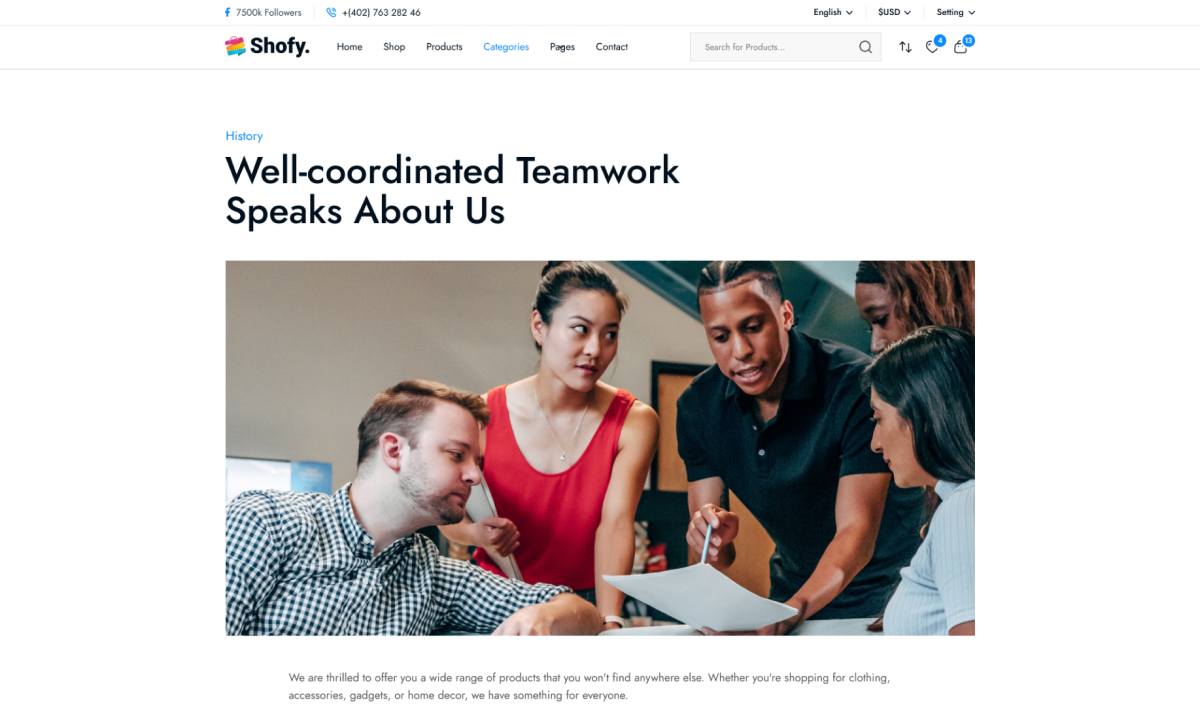 7500k Followers +(402) 763 282 46 English $USD Setting
Shofy. Home Shop Products Categories Pages Contact Search for Products... 4 13
History
Well-coordinated Teamwork
Speaks About Us
We are thrilled to offer you a wide range of products that you won't find anywhere else. Whether you're shopping for clothing,
accessories, gadgets, or home decor, we have something for everyone.